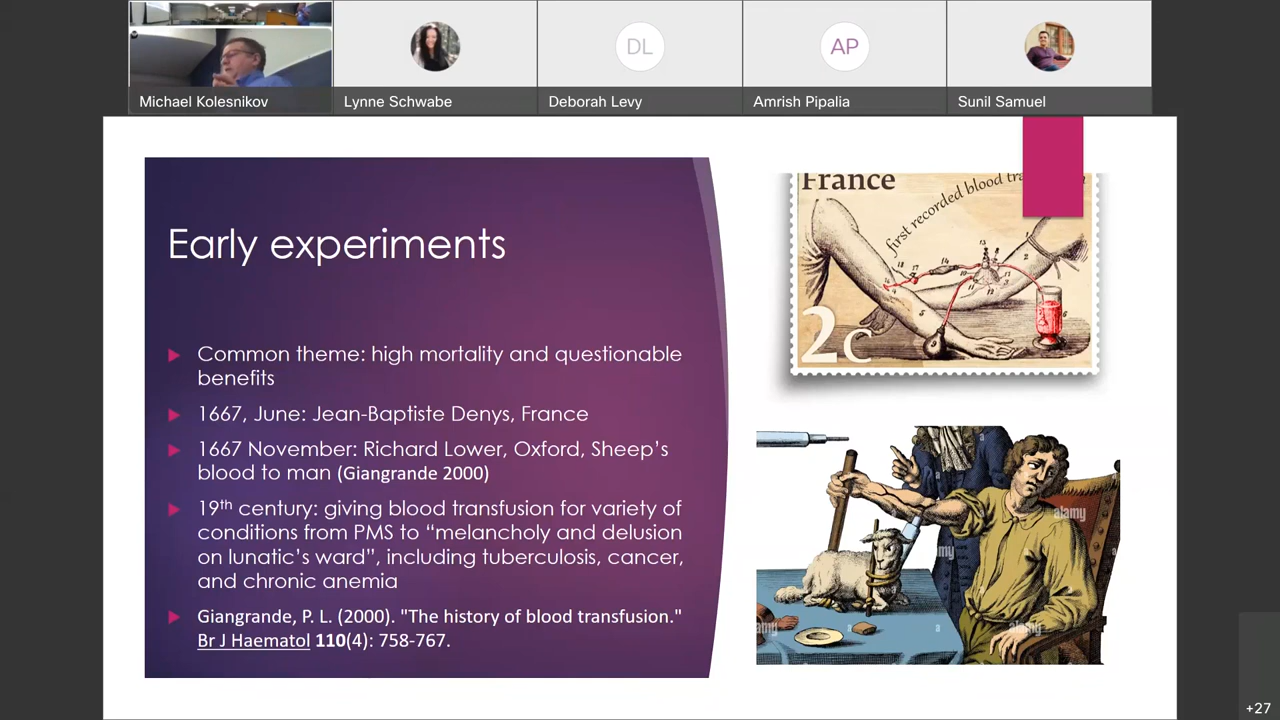 Michael Kolesnikov
Lynne Schwabe
DL
Deborah Levy
AP
Amrish Pipalia
Sunil Samuel
Early experiments
Common theme: high mortality and questionable
benefits
1667, June: Jean-Baptiste Denys, France
1667 November: Richard Lower, Oxford, Sheep's
blood to man (Giangrande 2000)
19th century: giving blood transfusion for variety of
conditions from PMS to "melancholy and delusion
on lunatic's ward", including tuberculosis, cancer,
and chronic anemia
Giangrande, P. L. (2000). "The history of blood transfusion."
Br J Haematol 110(4): 758-767.
France
first recorded blood
2c
alamy
alamy
alamy
a
a
a
+27